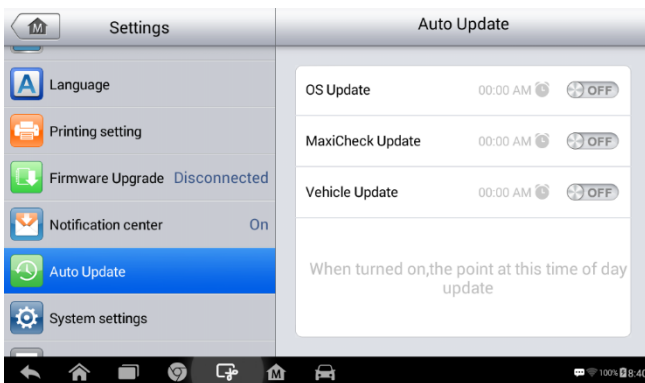 Settings
Auto Update
Language
Printing setting
Firmware Upgrade Disconnected
Notification center On
Auto Update
System settings
OS Update 00:00 AM OFF
MaxiCheck Update 00:00 AM OFF
Vehicle Update 00:00 AM OFF
When turned on,the point at this time of day
update
M
A
M
100% 8:40